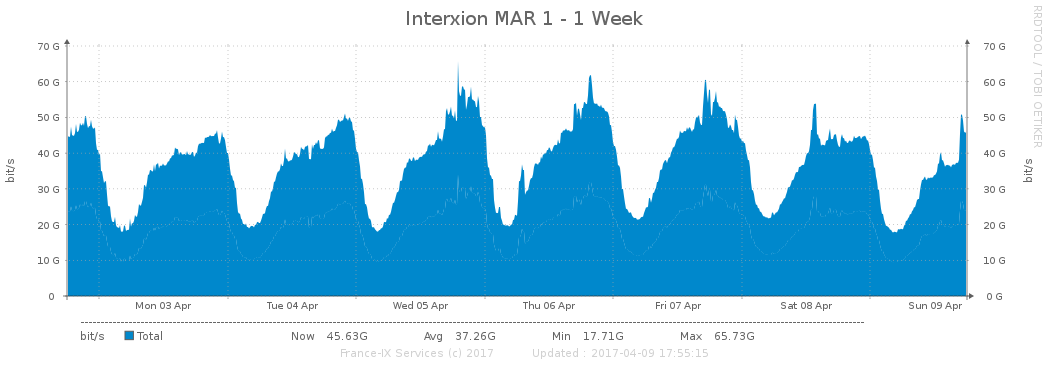 Interxion MAR 1 - 1 Week
RRDTOOL / TOBI OETIKER
bit/s
bit/s
70 G 70 G
60 G 60 G
50 G 50 G
40 G 40 G
30 G 30 G
20 G 20 G
10 G 10 G
0 0 G
Mon 03 Apr Tue 04 Apr Wed 05 Apr Thu 06 Apr Fri 07 Apr Sat 08 Apr Sun 09 Apr
bit/s Total Now 45.63G Avg 37.26G Min 17.71G Max 65.73G
France-IX Services (c) 2017 Updated : 2017-04-09 17:55:15